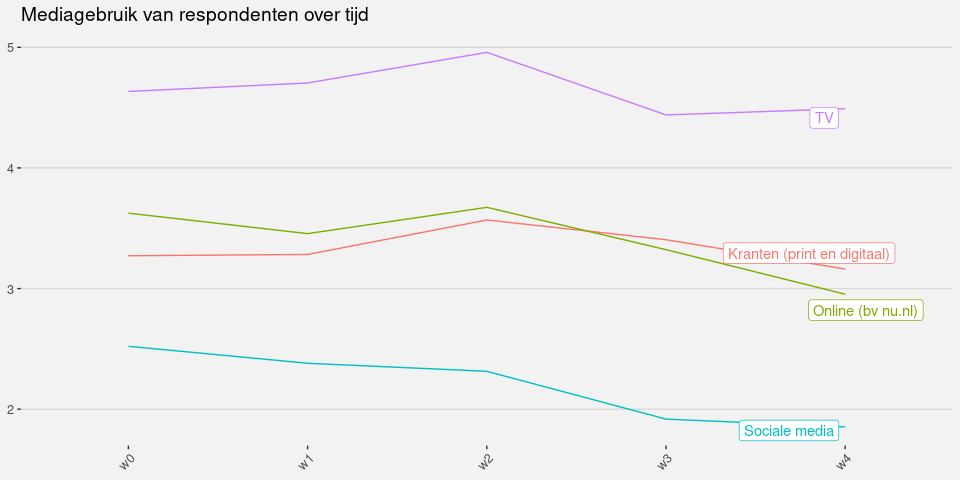 Mediagebruik van respondenten over tijd
5
4
3
2
TV
Kranten (print en digitaal)
Online (bv nu.nl)
Sociale media
w0
w1
w2
w3
w4